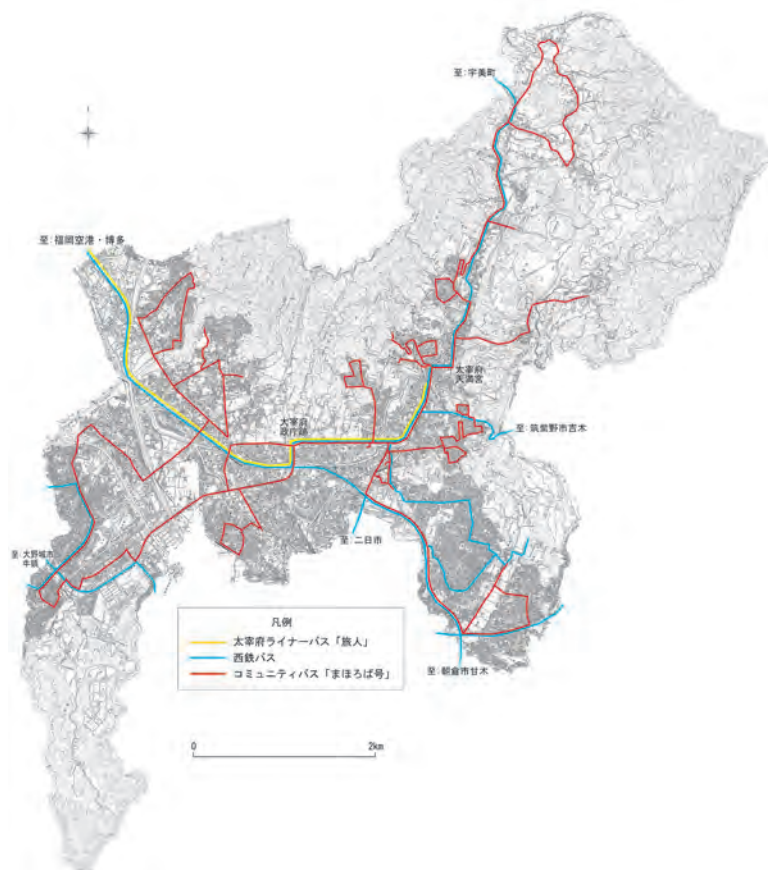 至:宇美町
至:福岡空港・博多
太宰府
天満宮
大宰府
政庁跡
至:筑紫野市吉木
至:二日市
至:大野城市
牛頸
至:朝倉市甘木
凡例
太宰府ライナーバス「旅人」
西鉄バス
コミュニティバス「まほろば号」
0
2km